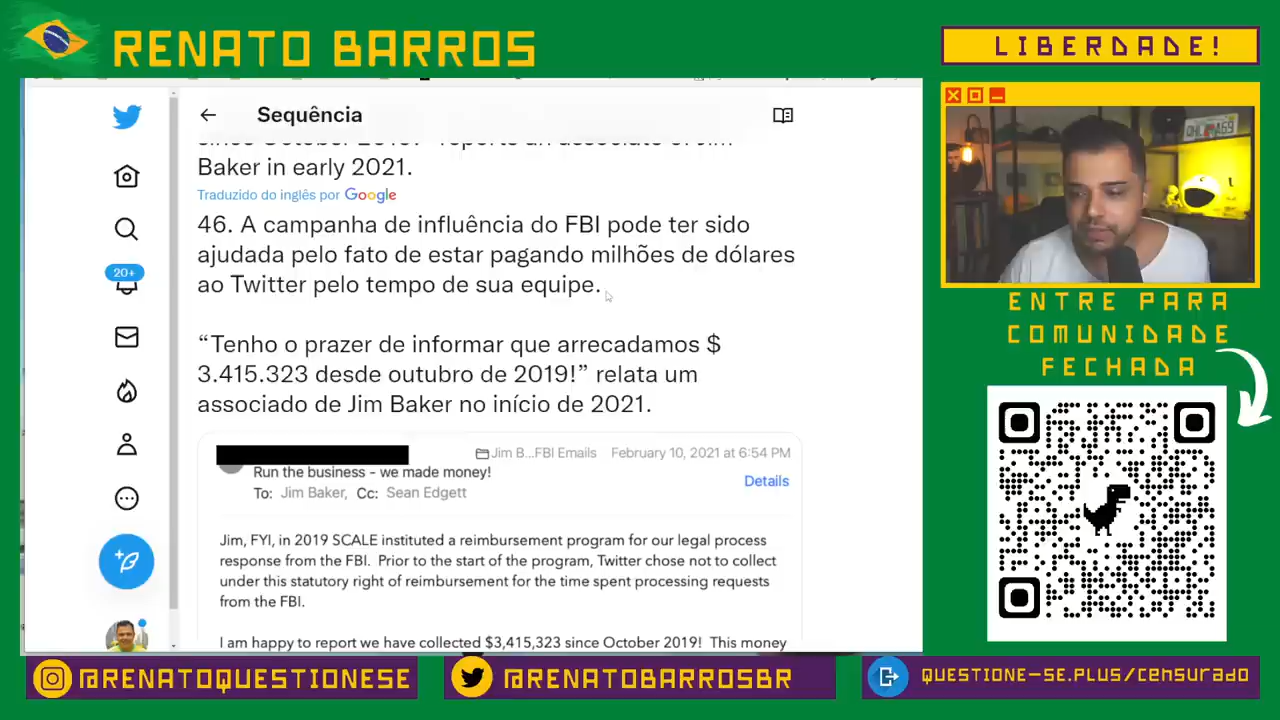 RENATO BARROS
LIBERDADE!
Sequência
Baker in early 2021.
Traduzido do inglês por Google
46. A campanha de influência do FBI pode ter sido
ajudada pelo fato de estar pagando milhões de dólares
ao Twitter pelo tempo de sua equipe.
“Tenho o prazer de informar que arrecadamos $
3.415.323 desde outubro de 2019!” relata um
associado de Jim Baker no início de 2021.
Jim B...FBI Emails February 10, 2021 at 6:54 PM
Run the business - we made money!
To: Jim Baker, Cc: Sean Edgett
Details
Jim, FYI, in 2019 SCALE instituted a reimbursement program for our legal process
response from the FBI. Prior to the start of the program, Twitter chose not to collect
under this statutory right of reimbursement for the time spent processing requests
from the FBI.
I am happy to report we have collected $3,415,323 since October 2019! This money
20+
ENTRE PARA
COMUNIDADE
FECHADA
@RENATOQUESTIONESE
@RENATOBARROSBR
QUESTIONE-SE.PLUS/censurado